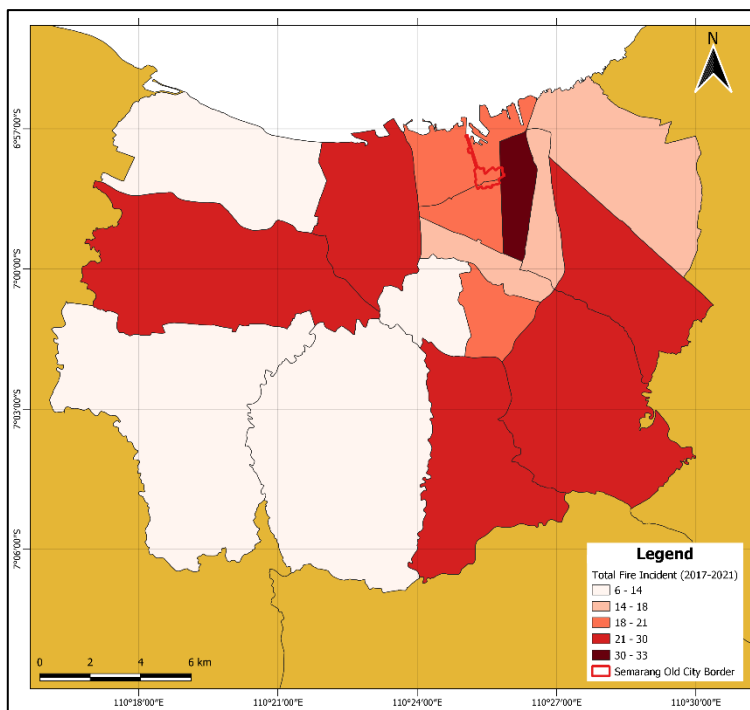 N
6°57'00"S
7°00'00"S
7°03'00"S
7°06'00"S
Legend
Total Fire Incident (2017-2021)
6 - 14
14 - 18
18 - 21
21 - 30
30 - 33
Semarang Old City Border
0 2 4 6 km
110°18'00"E 110°21'00"E 110°24'00"E 110°27'00"E 110°30'00"E